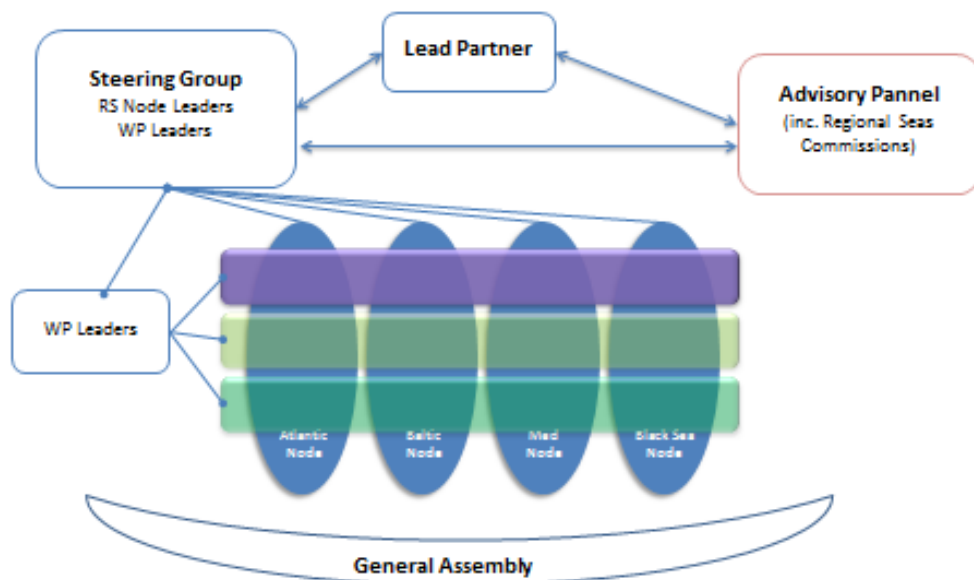 Lead Partner
Steering Group
RS Node Leaders
WP Leaders
Advisory Pannel
(inc. Regional Seas
Commissions)
WP Leaders
Atlantic
Node
Baltic
Node
Med
Node
Black Sea
Node
General Assembly